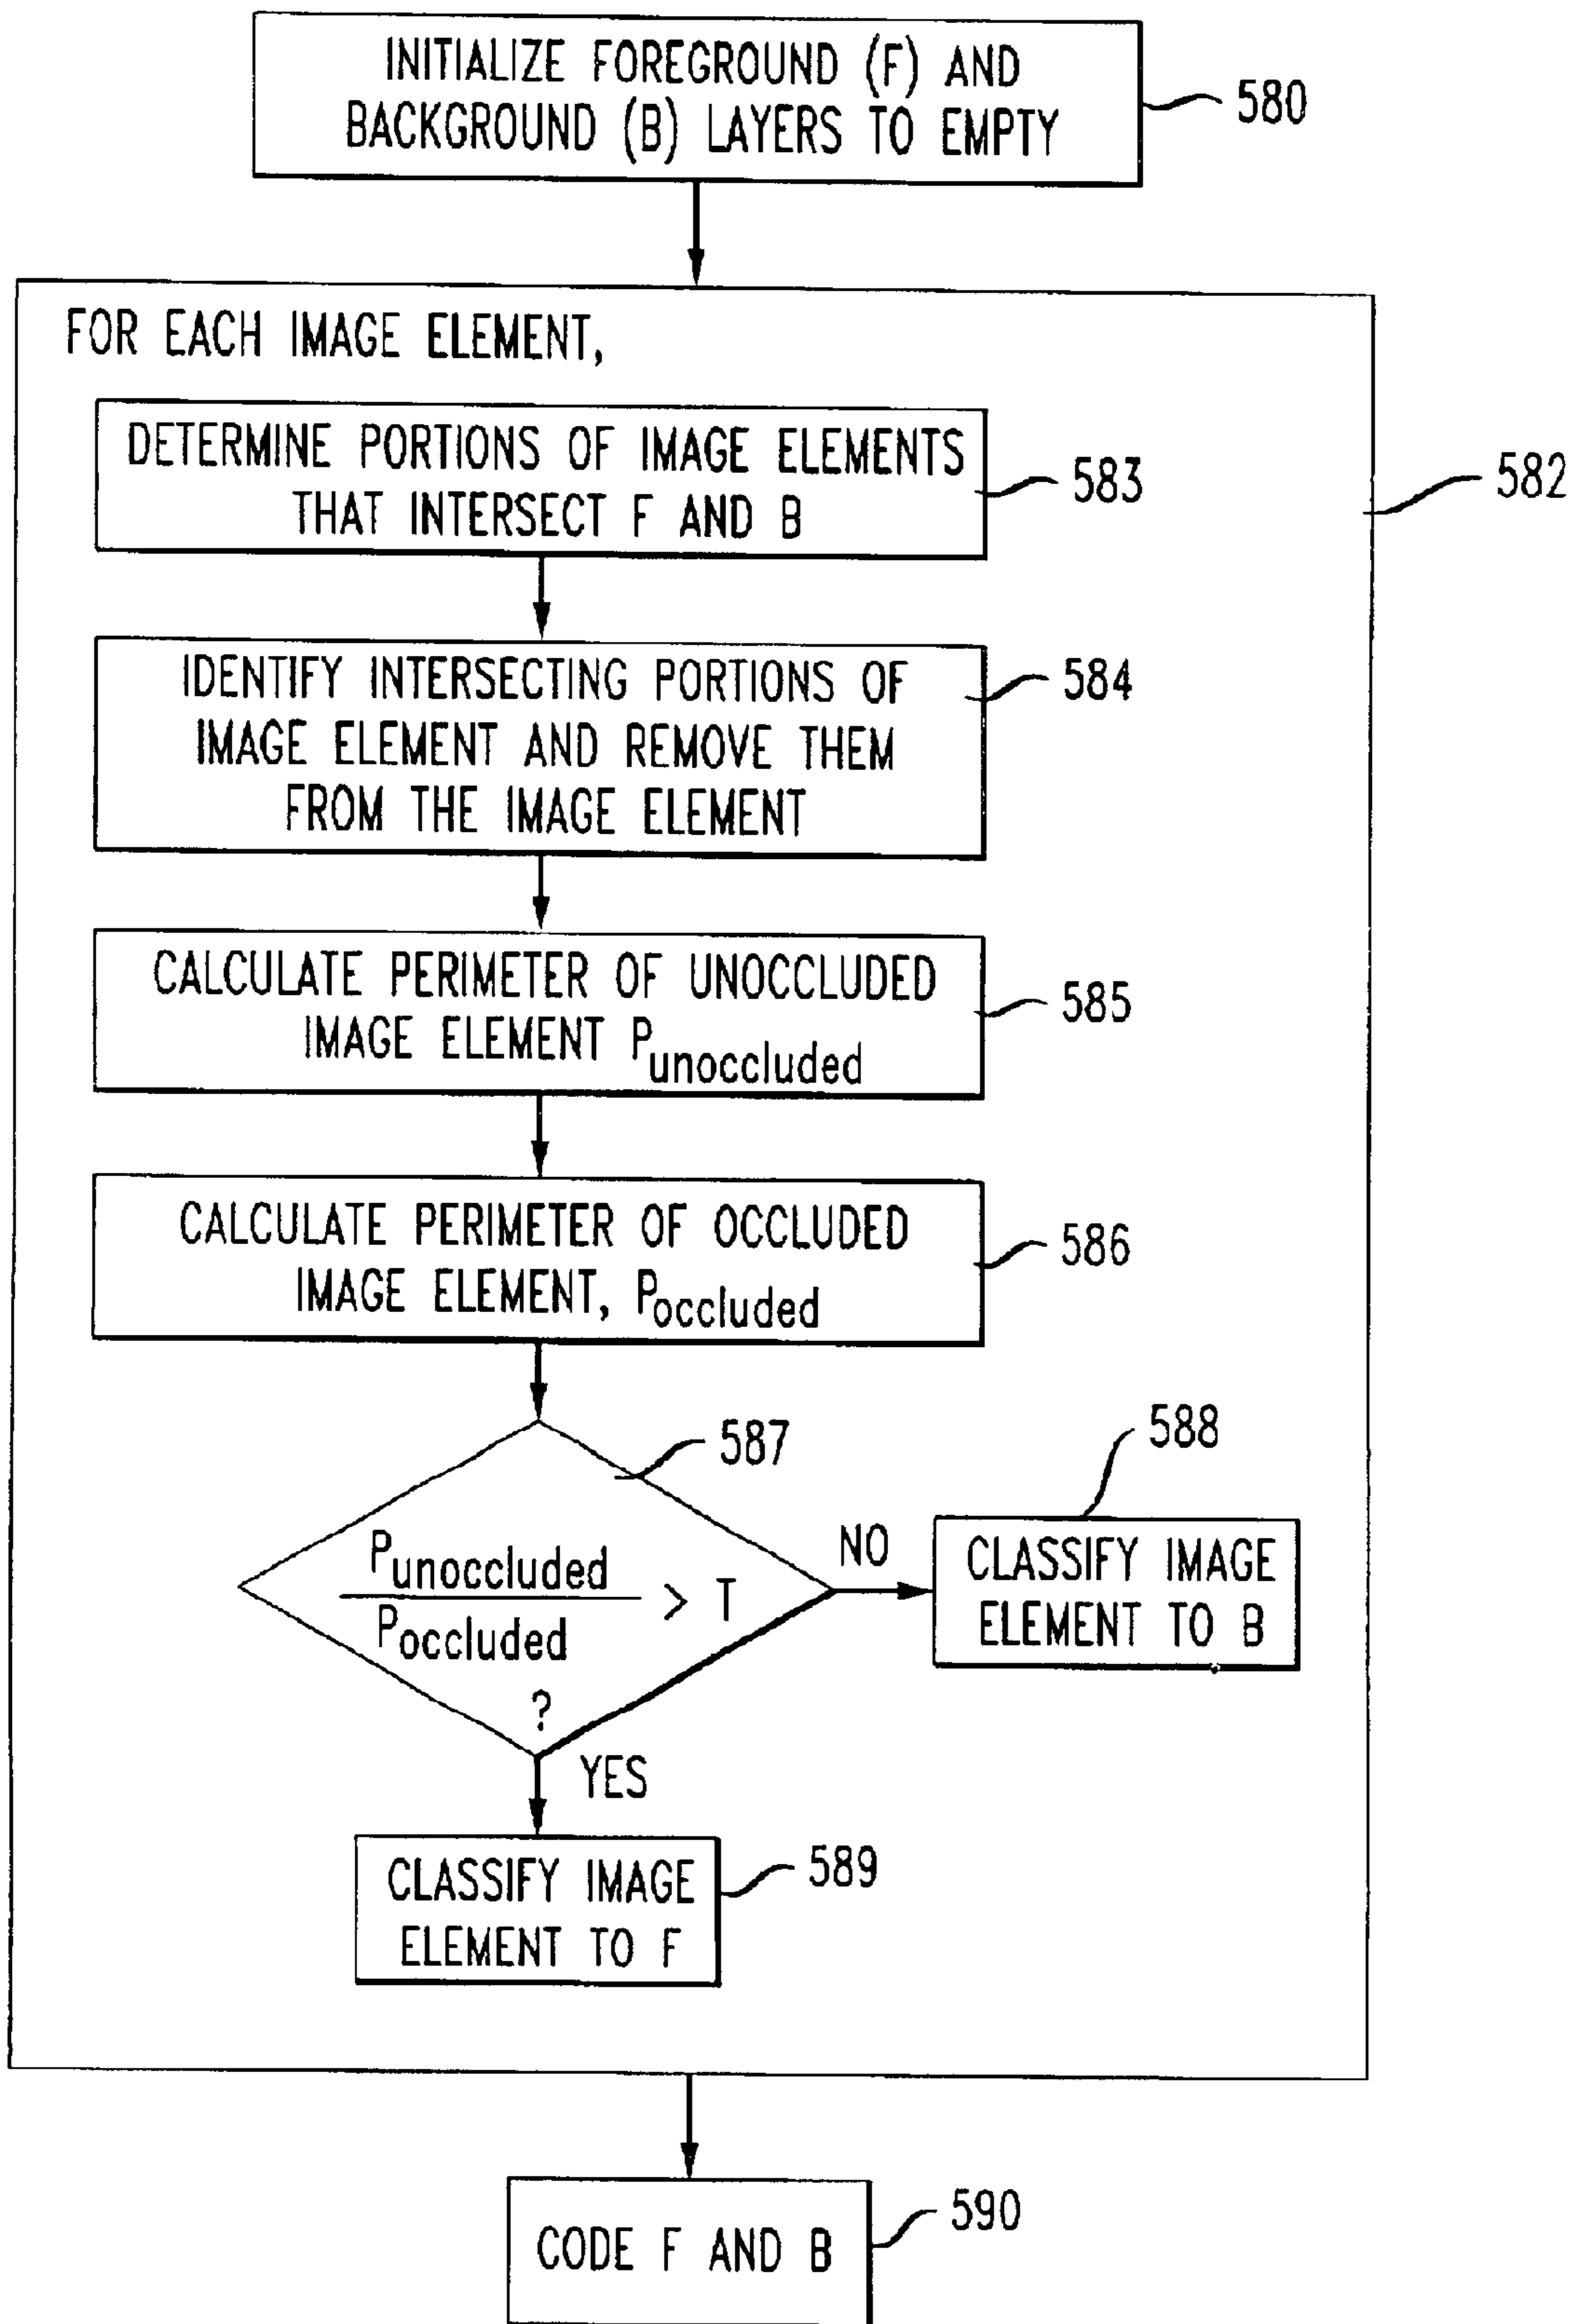 INITIALIZE FOREGROUND (F) AND
BACKGROUND (B) LAYERS TO EMPTY
580
FOR EACH IMAGE ELEMENT,
582
DETERMINE PORTIONS OF IMAGE ELEMENTS
THAT INTERSECT F AND B
583
IDENTIFY INTERSECTING PORTIONS OF
IMAGE ELEMENT AND REMOVE THEM
FROM THE IMAGE ELEMENT
584
CALCULATE PERIMETER OF UNOCCLUDED
IMAGE ELEMENT Punoccluded
585
CALCULATE PERIMETER OF OCCLUDED
IMAGE ELEMENT, Poccluded
586
587
Punoccluded
Poccluded
> T
?
NO
588
CLASSIFY IMAGE
ELEMENT TO B
YES
CLASSIFY IMAGE
ELEMENT TO F
589
CODE F AND B
590